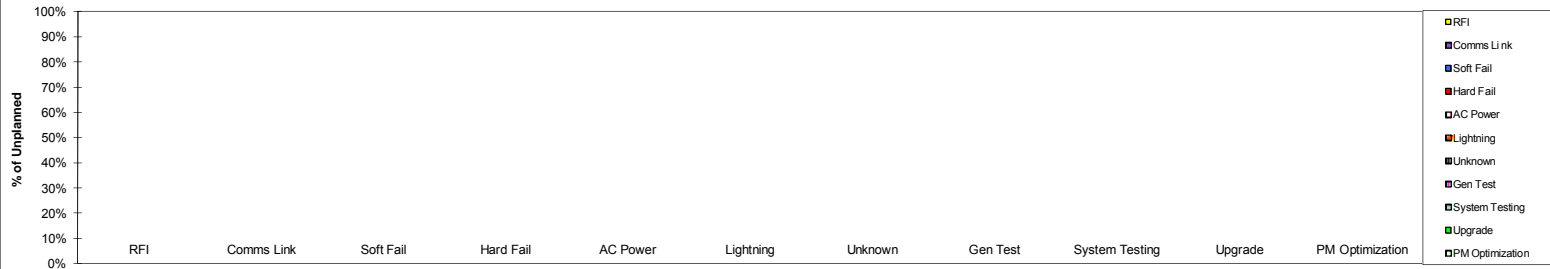 % of Unplanned
100%
90%
80%
70%
60%
50%
40%
30%
20%
10%
0%
RFI Comms Link Soft Fail Hard Fail AC Power Lightning Unknown Gen Test System Testing Upgrade PM Optimization
RFI
Comms Link
Soft Fail
Hard Fail
AC Power
Lightning
Unknown
Gen Test
System Testing
Upgrade
PM Optimization